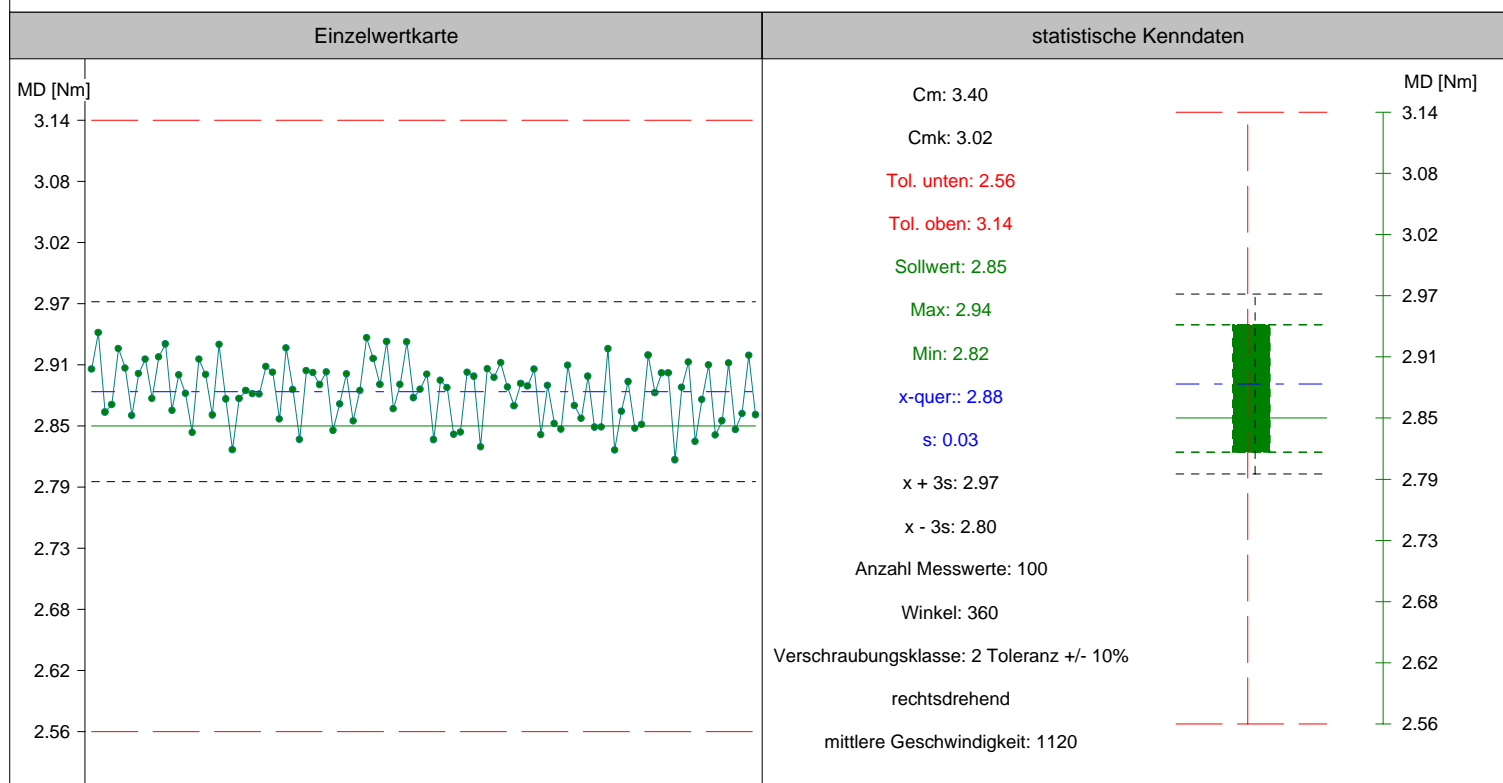 Einzelwertkarte
statistische Kenndaten
MD [Nm]
3.14
3.08
3.02
2.97
2.91
2.85
2.79
2.73
2.68
2.62
2.56
Cm: 3.40
Cmk: 3.02
Tol. unten: 2.56
Tol. oben: 3.14
Sollwert: 2.85
Max: 2.94
Min: 2.82
x-quer:: 2.88
s: 0.03
x + 3s: 2.97
x - 3s: 2.80
Anzahl Messwerte: 100
Winkel: 360
Verschraubungsklasse: 2 Toleranz +/- 10%
rechtsdrehend
mittlere Geschwindigkeit: 1120
MD [Nm]
3.14
3.08
3.02
2.97
2.91
2.85
2.79
2.73
2.68
2.62
2.56